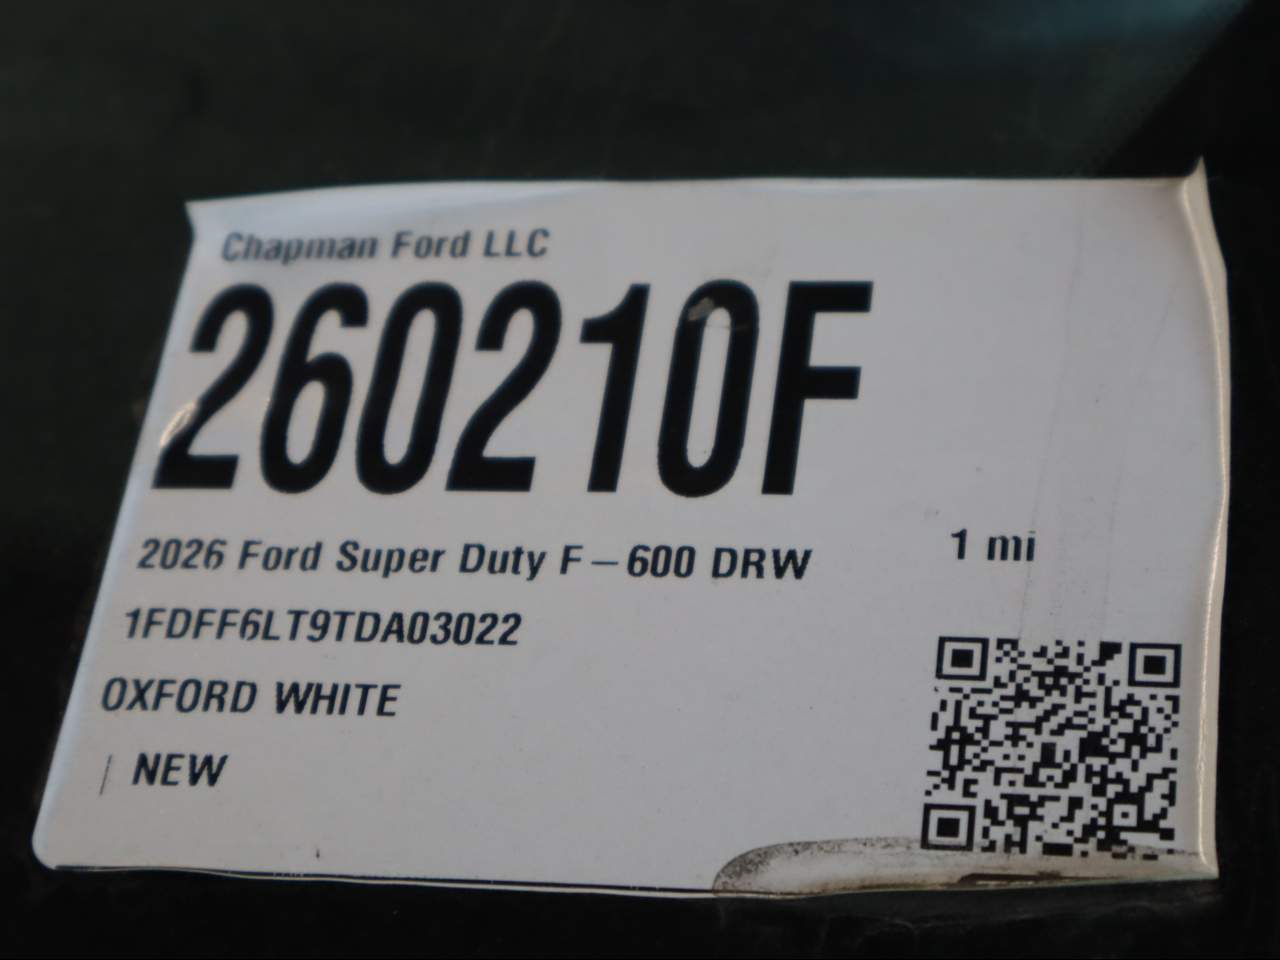 Chapman Ford LLC
260210F
2026 Ford Super Duty F-600 DRW
1 mi
1FDFF6LT9TDA03022
OXFORD WHITE
| NEW